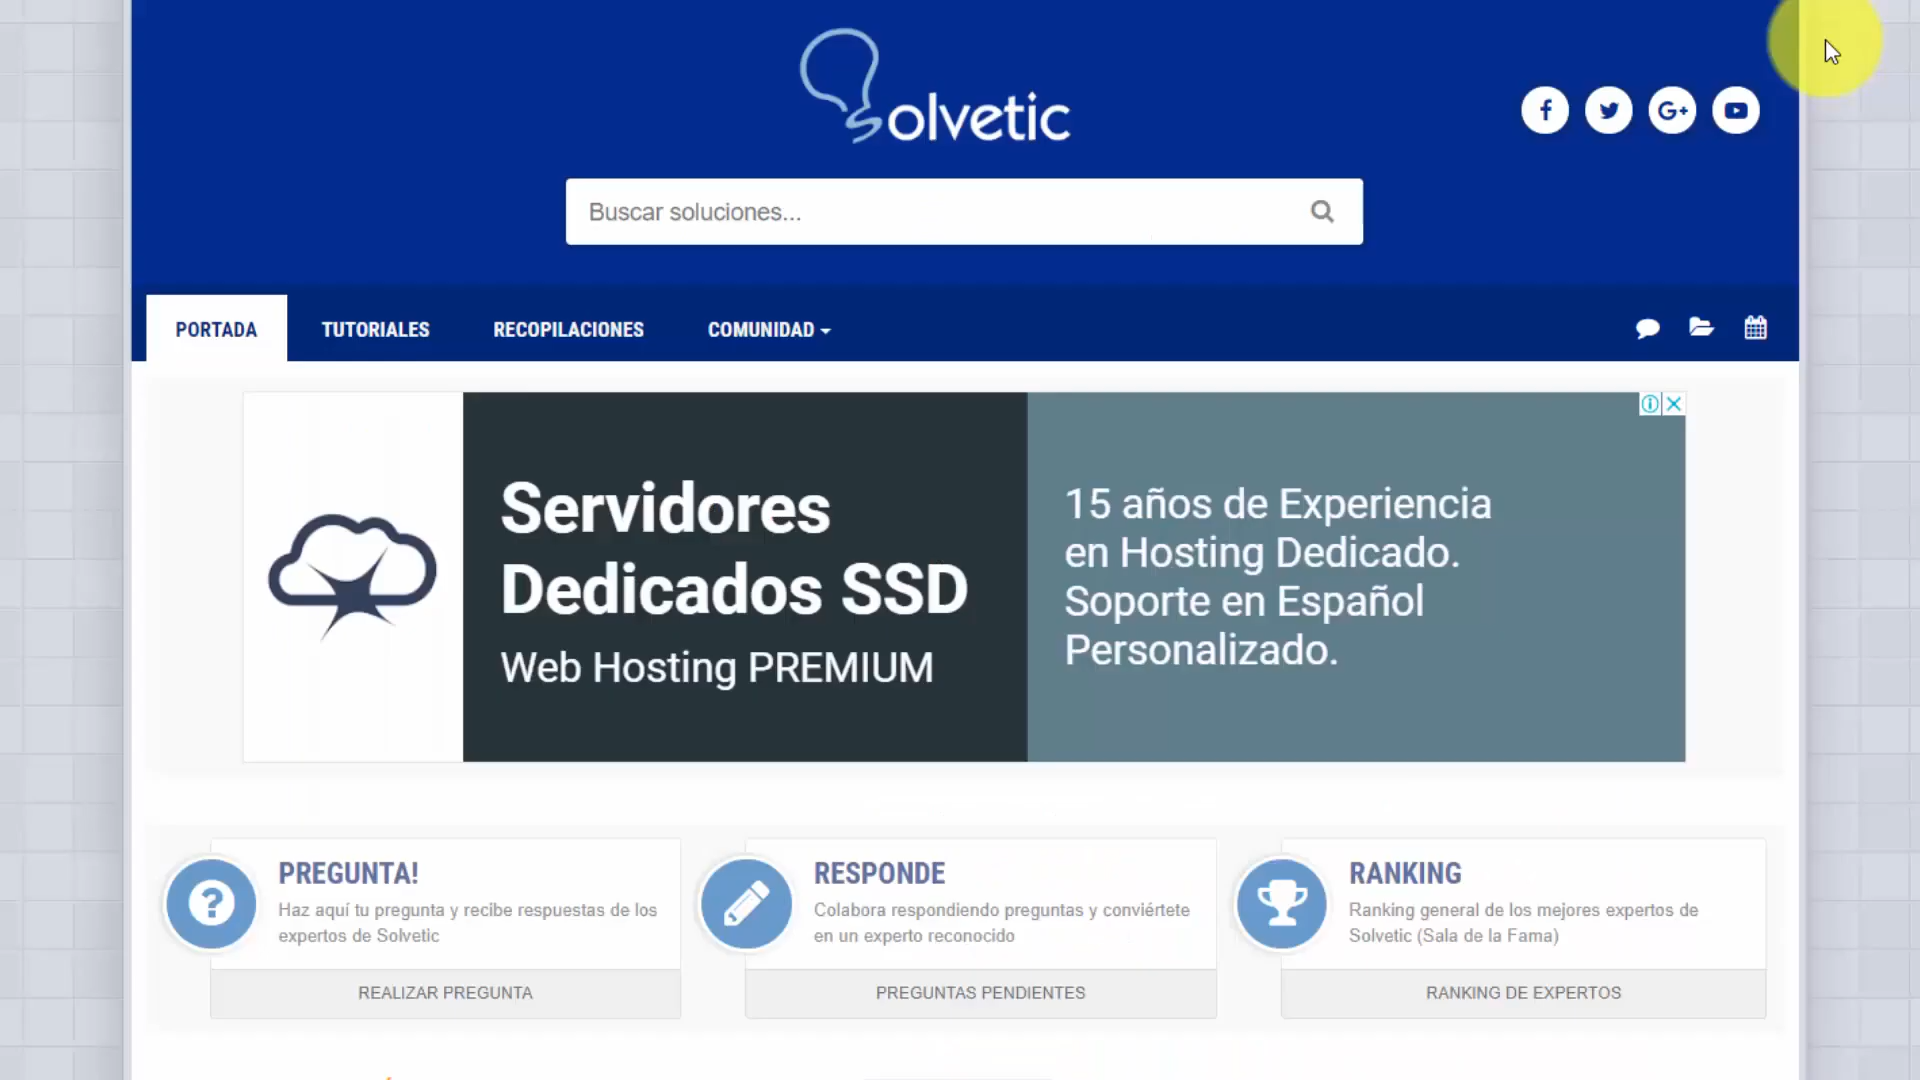 Solvetic
G+
Buscar soluciones...
PORTADA
TUTORIALES
RECOPILACIONES
COMUNIDAD
Servidores
Dedicados SSD
Web Hosting PREMIUM
15 años de Experiencia
en Hosting Dedicado.
Soporte en Español
Personalizado.
PREGUNTA!
Haz aquí tu pregunta y recibe respuestas de los
expertos de Solvetic
REALIZAR PREGUNTA
RESPONDE
Colabora respondiendo preguntas y conviértete
en un experto reconocido
PREGUNTAS PENDIENTES
RANKING
Ranking general de los mejores expertos de
Solvetic (Sala de la Fama)
RANKING DE EXPERTOS